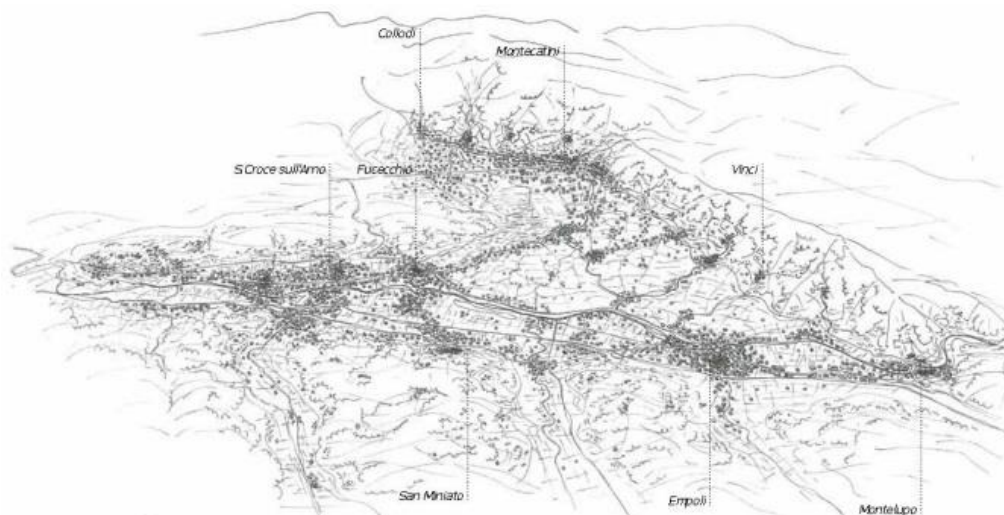 Collodi
Montecatini
S.Croce sull'Arno
Fucecchio
Vinci
San Miniato
Empoli
Montelupo